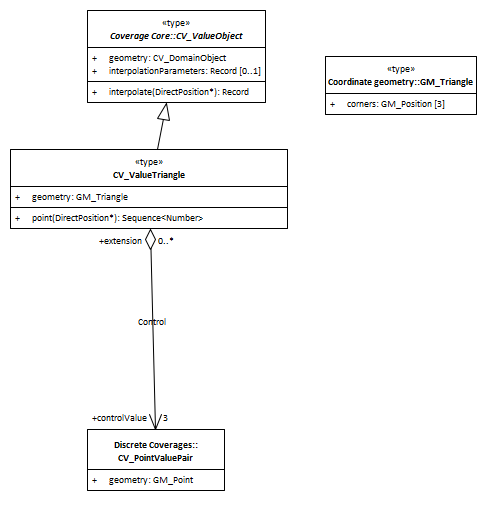 «type»
Coverage Core::CV_ValueObject
+ geometry: CV_DomainObject
+ interpolationParameters: Record [0..1]
+ interpolate(DirectPosition*): Record
«type»
Coordinate geometry::GM_Triangle
+ corners: GM_Position [3]
«type»
CV_ValueTriangle
+ geometry: GM_Triangle
+ point(DirectPosition*): Sequence<Number>
+extension 0..*
Control
+controlValue 3
Discrete Coverages::
CV_PointValuePair
+ geometry: GM_Point